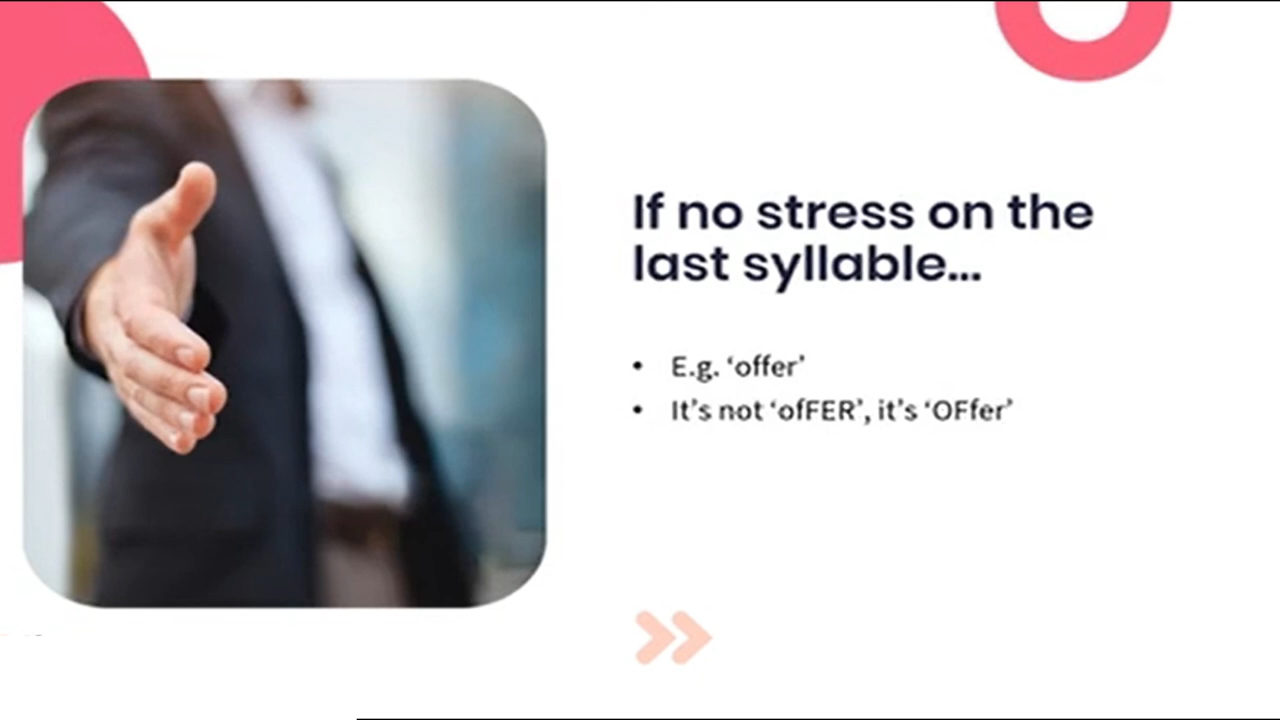 If no stress on the
last syllable...
• E.g. ‘offer’
• It’s not ‘ofFER’, it’s ‘OFfer’